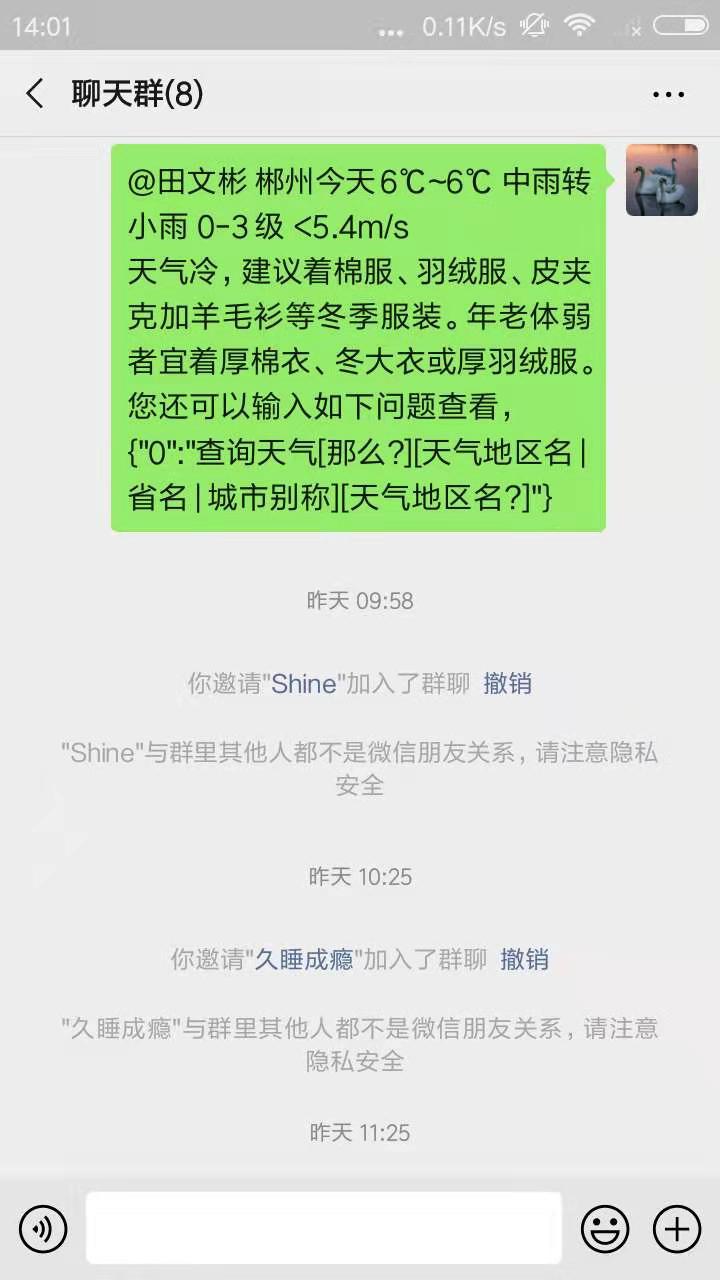 14:01 ... 0.11K/s
聊天群(8)
@田文彬 郴州今天6℃~6℃ 中雨转
小雨 0-3级 <5.4m/s
天气冷，建议着棉服、羽绒服、皮夹
克加羊毛衫等冬季服装。年老体弱
者宜着厚棉衣、冬大衣或厚羽绒服。
您还可以输入如下问题查看，
{"0":"查询天气[那么?][天气地区名|
省名|城市别称][天气地区名?]"}
昨天 09:58
你邀请"Shine"加入了群聊 撤销
"Shine"与群里其他人都不是微信朋友关系，请注意隐私
安全
昨天 10:25
你邀请"久睡成瘾"加入了群聊 撤销
"久睡成瘾"与群里其他人都不是微信朋友关系，请注意
隐私安全
昨天 11:25